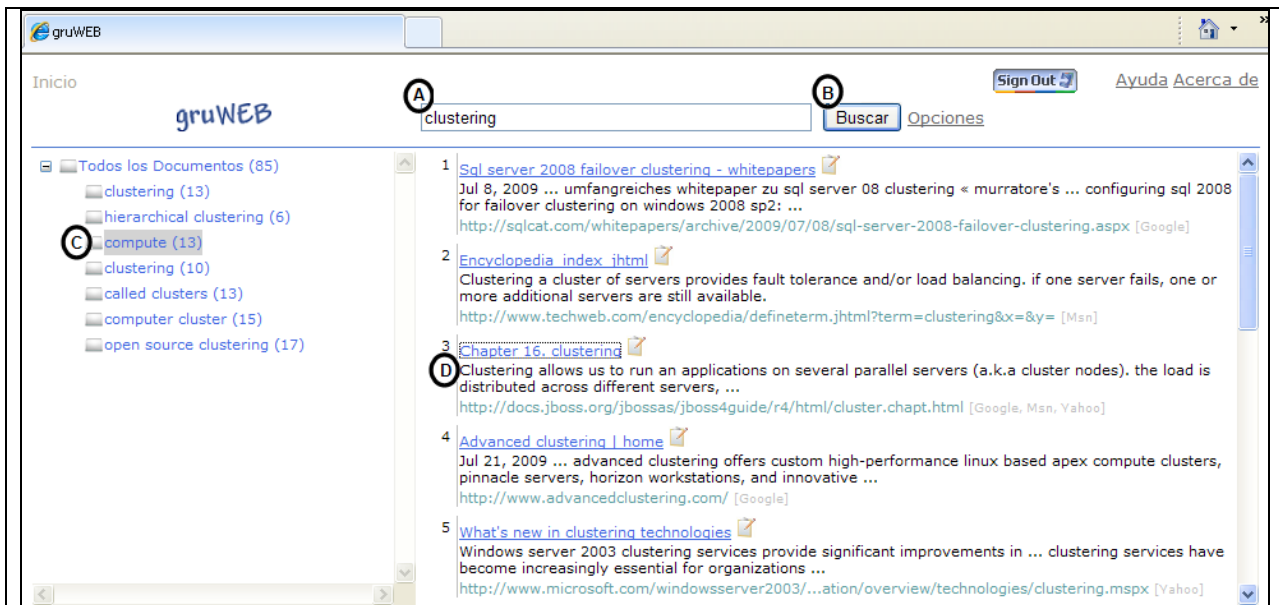 gruWEB
»
Inicio
Sign Out
Ayuda Acerca de
gruWEB
A
clustering
B
Buscar
Opciones
Todos los Documentos (85)
clustering (13)
hierarchical clustering (6)
C
compute (13)
clustering (10)
called clusters (13)
computer cluster (15)
open source clustering (17)
1 Sql server 2008 failover clustering - whitepapers
Jul 8, 2009 ... umfangreiches whitepaper zu sql server 08 clustering « murratore's ... configuring sql 2008
for failover clustering on windows 2008 sp2: ...
http://sqlcat.com/whitepapers/archive/2009/07/08/sql-server-2008-failover-clustering.aspx [Google]
2 Encyclopedia index jhtml
Clustering a cluster of servers provides fault tolerance and/or load balancing. if one server fails, one or
more additional servers are still available.
http://www.techweb.com/encyclopedia/defineterm.jhtml?term=clustering&x=&y= [Msn]
3 Chapter 16. clustering
D
Clustering allows us to run an applications on several parallel servers (a.k.a cluster nodes). the load is
distributed across different servers, ...
http://docs.jboss.org/jbossas/jboss4guide/r4/html/cluster.chapt.html [Google, Msn, Yahoo]
4 Advanced clustering | home
Jul 21, 2009 ... advanced clustering offers custom high-performance linux based apex compute clusters,
pinnacle servers, horizon workstations, and innovative ...
http://www.advancedclustering.com/ [Google]
5 What's new in clustering technologies
Windows server 2003 clustering services provide significant improvements in ... clustering services have
become increasingly essential for organizations ...
http://www.microsoft.com/windowsserver2003/...ation/overview/technologies/clustering.mspx [Yahoo]